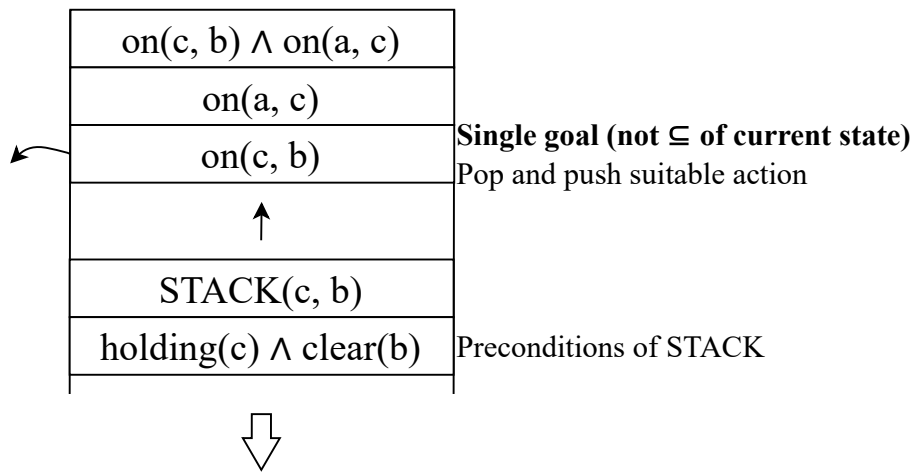 on(c, b) ∧ on(a, c)
on(a, c)
on(c, b)
Single goal (not ⊆ of current state)
Pop and push suitable action
STACK(c, b)
holding(c) ∧ clear(b)
Preconditions of STACK